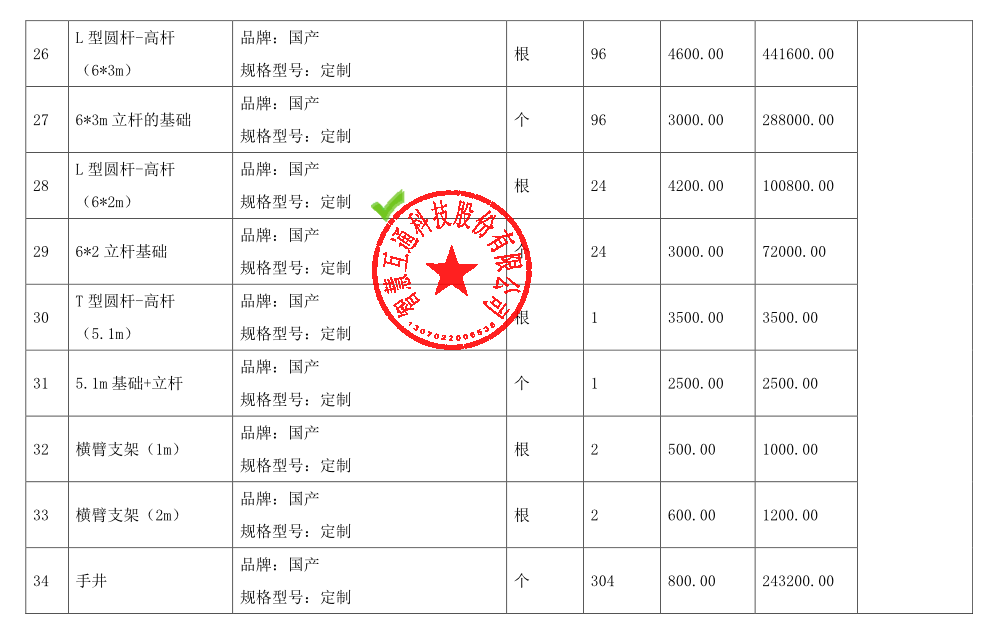 26
L 型圆杆-高杆
（6*3m）
品牌：国产
规格型号：定制
根
96
4600.00
441600.00
27
6*3m 立杆的基础
品牌：国产
规格型号：定制
个
96
3000.00
288000.00
28
L 型圆杆-高杆
（6*2m）
品牌：国产
规格型号：定制
根
24
4200.00
100800.00
29
6*2 立杆基础
品牌：国产
规格型号：定制
24
3000.00
72000.00
30
T 型圆杆-高杆
（5.1m）
品牌：国产
规格型号：定制
根
1
3500.00
3500.00
31
5.1m 基础+立杆
品牌：国产
规格型号：定制
个
1
2500.00
2500.00
32
横臂支架（1m）
品牌：国产
规格型号：定制
根
2
500.00
1000.00
33
横臂支架（2m）
品牌：国产
规格型号：定制
根
2
600.00
1200.00
34
手井
品牌：国产
规格型号：定制
个
304
800.00
243200.00
智慧互通科技股份有限公司
1307022006536